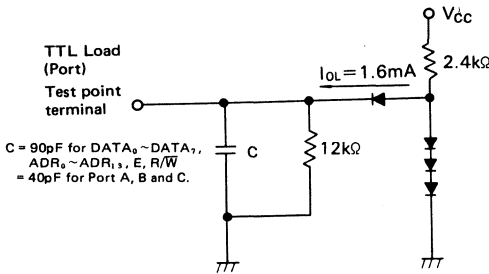 Vcc
TTL Load
(Port)
Test point
terminal
IOL=1.6mA
2.4kΩ
C = 90pF for DATA₀~DATA₇,
ADR₀~ADR₁₃, E, R/W̅
= 40pF for Port A, B and C.
C
12kΩ